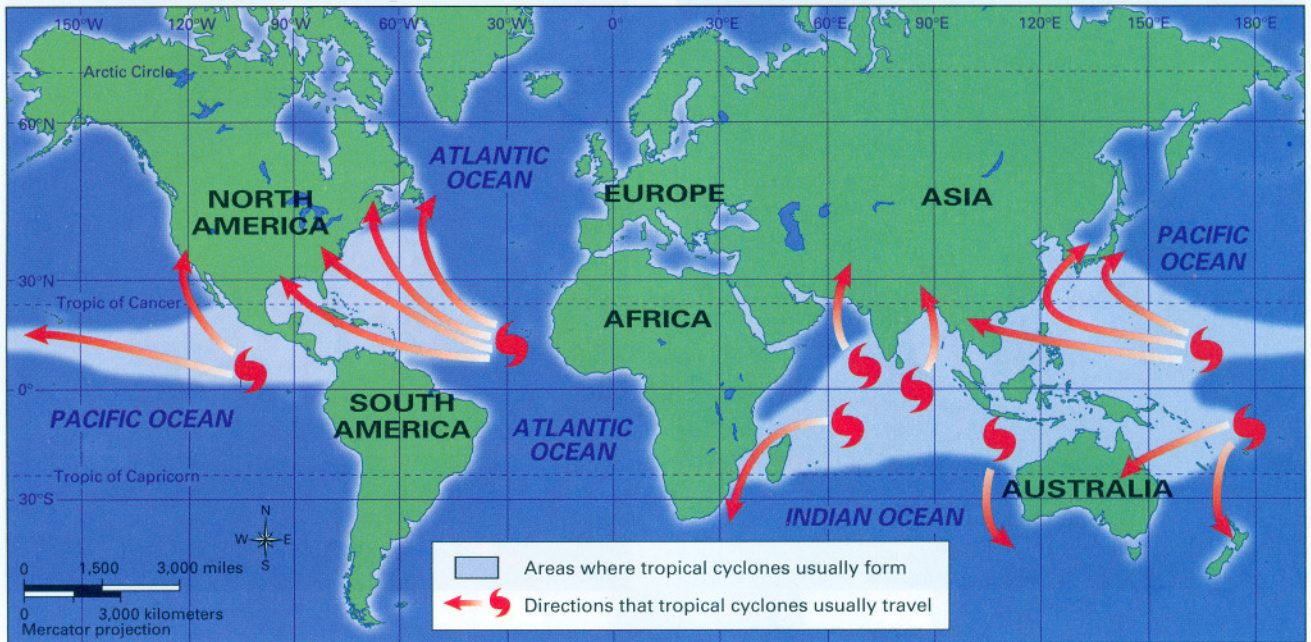 150°W 120°W 90°W 60°W 30°W 0° 30°E 60°E 90°E 120°E 150°E 180°E
Arctic Circle
60°N
ATLANTIC
OCEAN
NORTH
AMERICA
EUROPE
ASIA
PACIFIC
OCEAN
30°N
Tropic of Cancer
AFRICA
0°
PACIFIC OCEAN
SOUTH
AMERICA
ATLANTIC
OCEAN
Tropic of Capricorn
30°S
AUSTRALIA
INDIAN OCEAN
N
W E
S
0 1,500 3,000 miles
0 3,000 kilometers
Mercator projection
Areas where tropical cyclones usually form
Directions that tropical cyclones usually travel